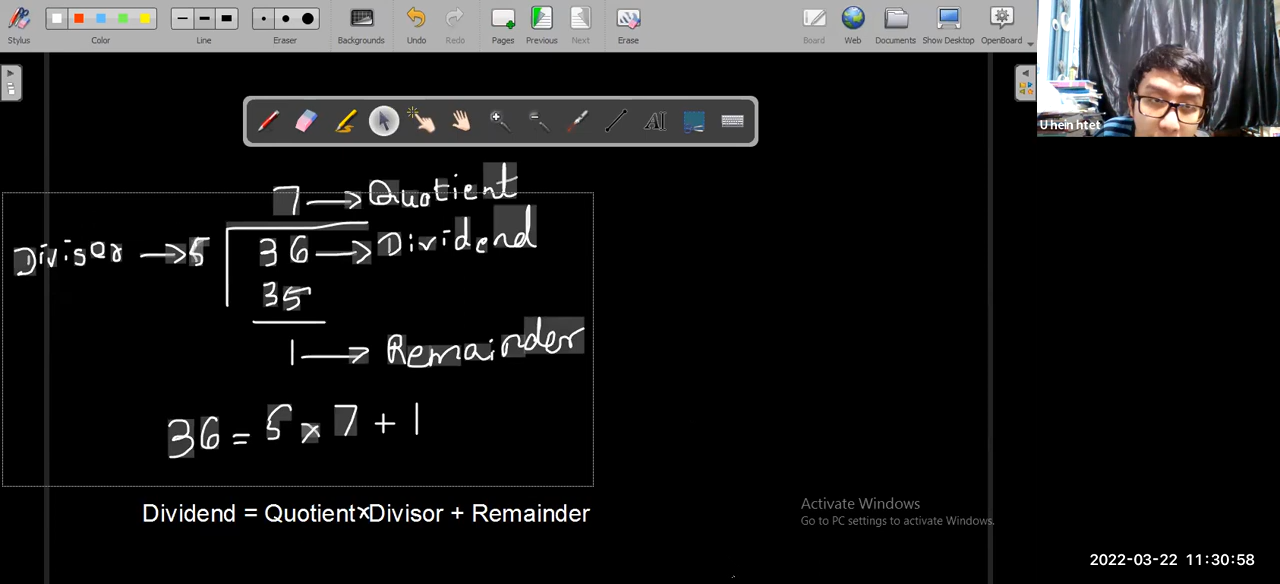 Stylus Color Line Eraser Backgrounds Undo Redo Pages Previous Next Erase Board Web Documents Show Desktop OpenBoard
U hein htet
7 → Quotient
Divisor → 5 36 → Dividend
35
1 → Remainder
36 = 5 × 7 + 1
Dividend = Quotient×Divisor + Remainder
Activate Windows
Go to PC settings to activate Windows.
2022-03-22 11:30:58